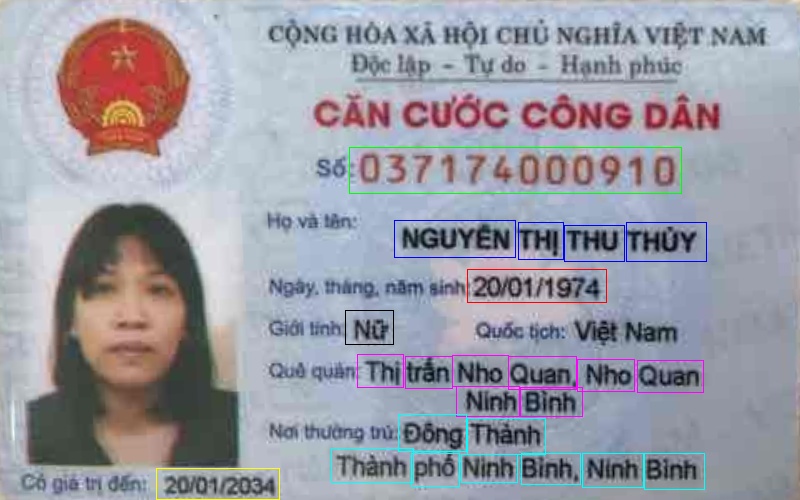 CỘNG HÒA XÃ HỘI CHỦ NGHĨA VIỆT NAM
Độc lập - Tự do - Hạnh phúc
CĂN CƯỚC CÔNG DÂN
Số: 037174000910
Họ và tên: NGUYỄN THỊ THU THỦY
Ngày, tháng, năm sinh: 20/01/1974
Giới tính: Nữ Quốc tịch: Việt Nam
Quê quán: Thị trấn Nho Quan, Nho Quan
Ninh Bình
Nơi thường trú: Đông Thành
Thành phố Ninh Bình, Ninh Bình
Có giá trị đến: 20/01/2034